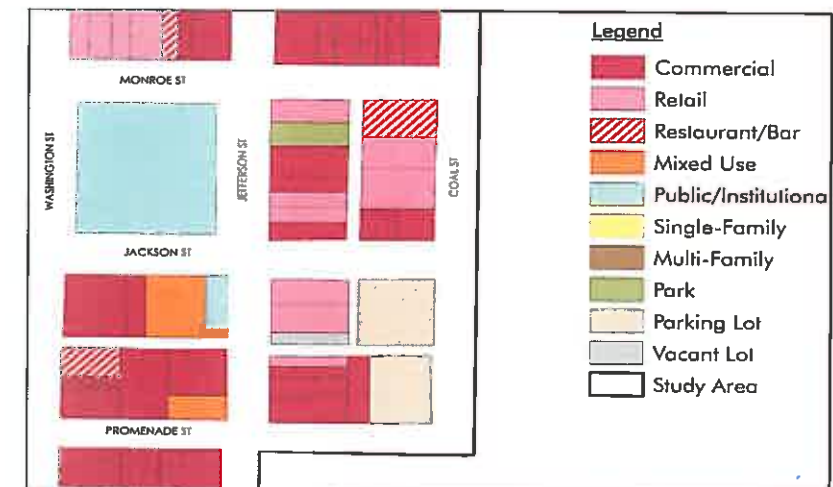 MONROE ST
WASHINGTON ST
JEFFERSON ST
COAL ST
JACKSON ST
PROMENADE ST
Legend
Commercial
Retail
Restaurant/Bar
Mixed Use
Public/Institutiona
Single-Family
Multi-Family
Park
Parking Lot
Vacant Lot
Study Area